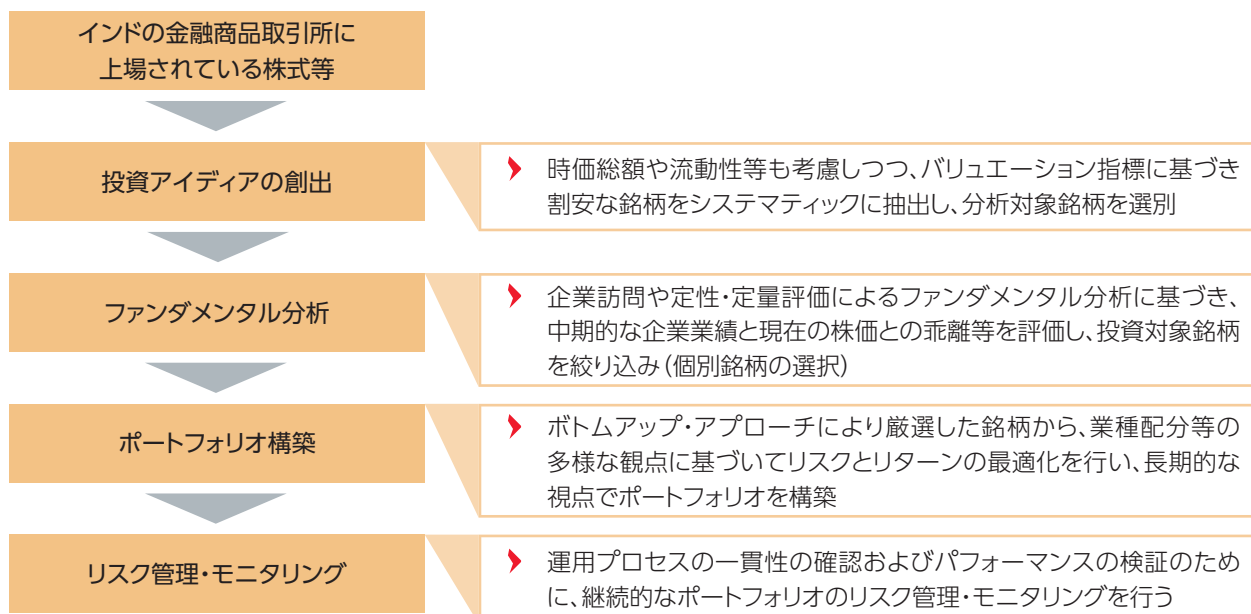 インドの金融商品取引所に
上場されている株式等
投資アイディアの創出
時価総額や流動性等も考慮しつつ、バリュエーション指標に基づき
割安な銘柄をシステマティックに抽出し、分析対象銘柄を選別
ファンダメンタル分析
企業訪問や定性・定量評価によるファンダメンタル分析に基づき、
中期的な企業業績と現在の株価との乖離等を評価し、投資対象銘柄
を絞り込み（個別銘柄の選択）
ポートフォリオ構築
ボトムアップ・アプローチにより厳選した銘柄から、業種配分等の
多様な観点に基づいてリスクとリターンの最適化を行い、長期的な
視点でポートフォリオを構築
リスク管理・モニタリング
運用プロセスの一貫性の確認およびパフォーマンスの検証のため
に、継続的なポートフォリオのリスク管理・モニタリングを行う